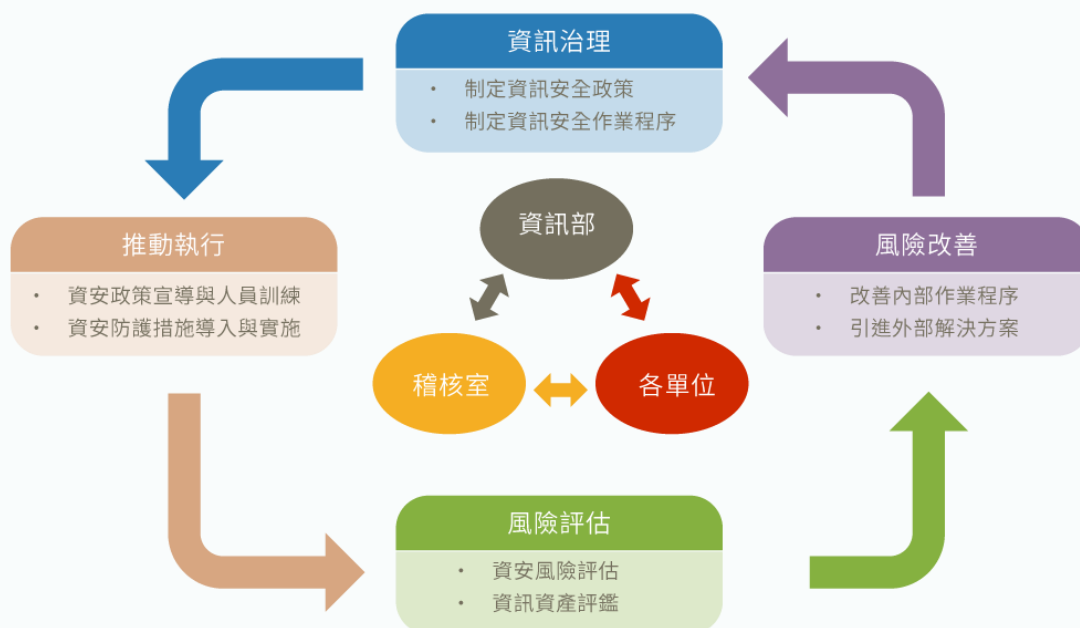 資訊治理
• 制定資訊安全政策
• 制定資訊安全作業程序
資訊部
推動執行
• 資安政策宣導與人員訓練
• 資安防護措施導入與實施
風險改善
• 改善內部作業程序
• 引進外部解決方案
稽核室
各單位
風險評估
• 資安風險評估
• 資訊資產評鑑